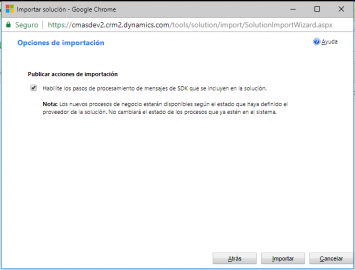 Importar solución - Google Chrome
Seguro | https://cmasdev2.crm2.dynamics.com/tools/solution/import/SolutionImportWizard.aspx
Opciones de importación
Ayuda
Publicar acciones de importación
Habilite los pasos de procesamiento de mensajes de SDK que se incluyen en la solución.
Nota: Los nuevos procesos de negocio estarán disponibles según el estado que haya definido el
proveedor de la solución. No cambiará el estado de los procesos que ya están en el sistema.
Atrás Importar Cancelar